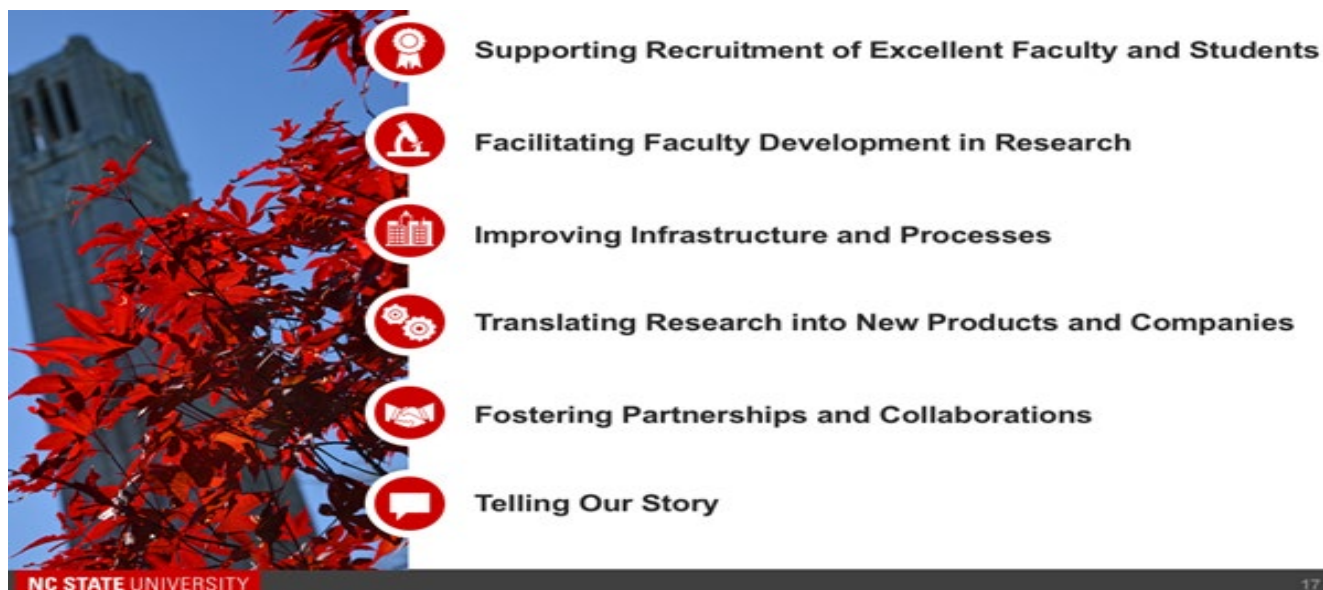 Supporting Recruitment of Excellent Faculty and Students
Facilitating Faculty Development in Research
Improving Infrastructure and Processes
Translating Research into New Products and Companies
Fostering Partnerships and Collaborations
Telling Our Story
NC STATE UNIVERSITY
17